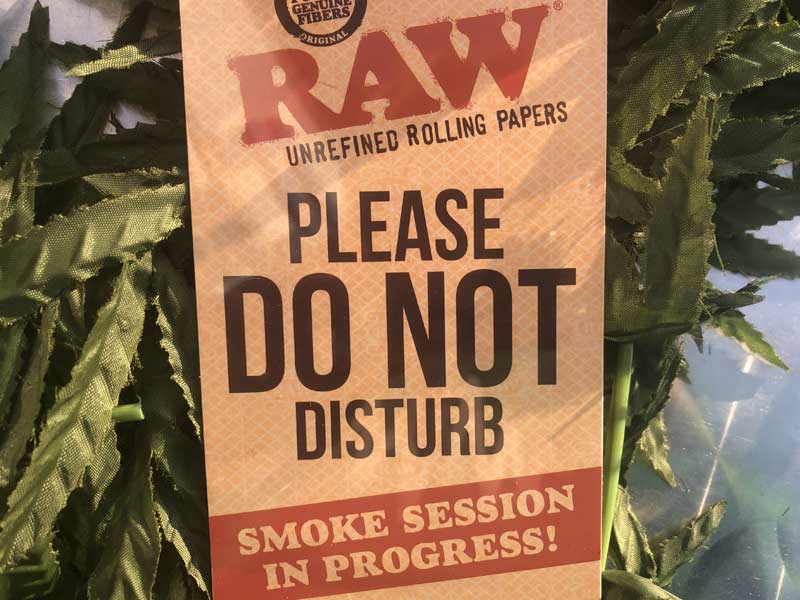 GENUINE
FIBERS
ORIGINAL
RAW®
UNREFINED ROLLING PAPERS
PLEASE
DO NOT
DISTURB
SMOKE SESSION
IN PROGRESS!